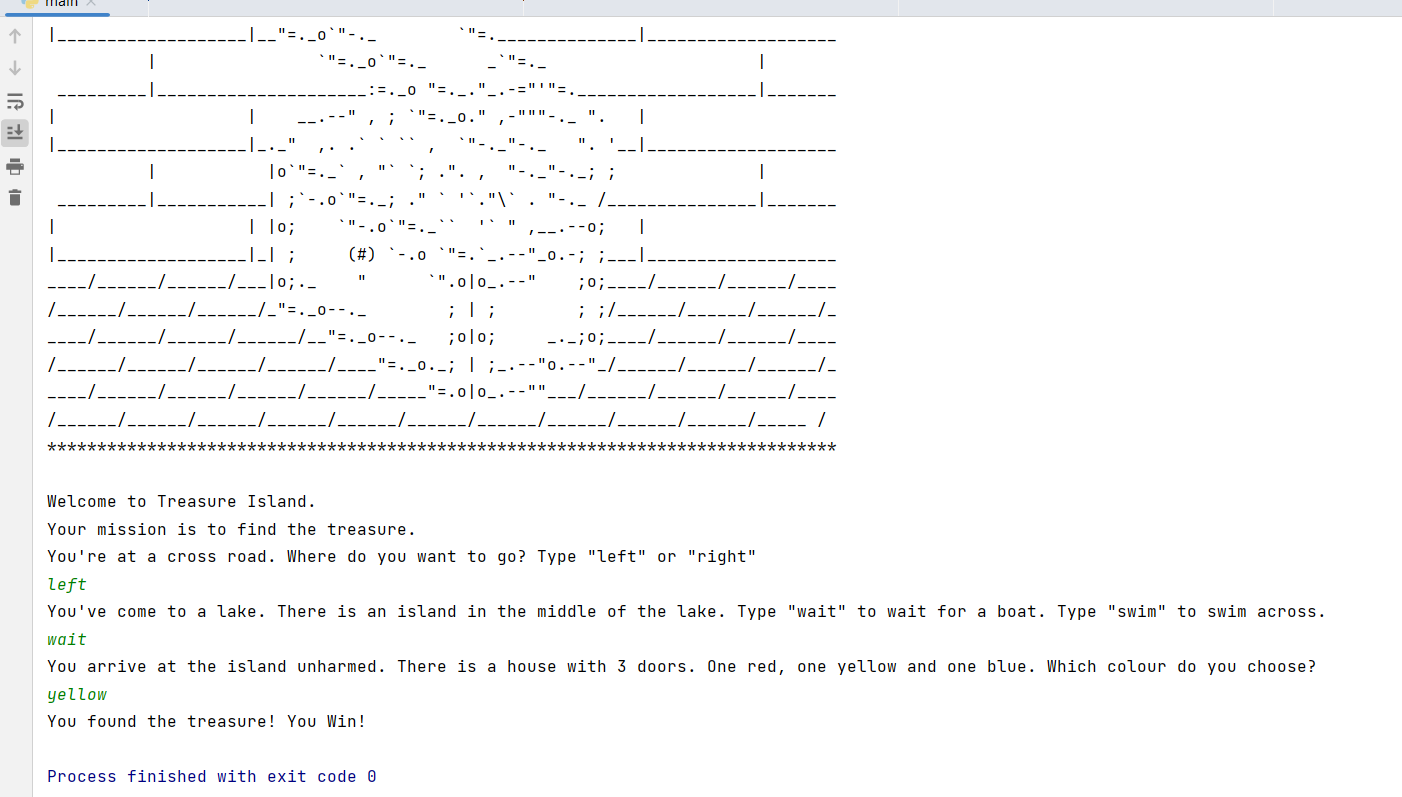 main
|___________________|__"=._o`"-._        `"=.______________|___________________
          |                `"=._o`"=._      _`"=._                     |
 _________|_____________________:=._o "=._."_.-="'"=.__________________|_______
|                   |    __.--" , ; `"=._o." ,-"""-._ ".   |
|___________________|_._"  ,. .` ` `` ,  `"-._"-._   ". '__|___________________
          |           |o`"=._` , "` `; .". ,  "-._"-._; ;              |
 _________|___________| ;`-.o`"=._; ." ` '`."\` . "-._ /_______________|_______
|                   | |o;    `"-.o`"=._``  '` " ,__.--o;   |
|___________________|_| ;     (#) `-.o `"=.`_.--"_o.-; ;___|___________________
____/______/______/___|o;._    "      `".o|o_.--"    ;o;____/______/______/____
/______/______/______/_"=._o--._        ; | ;        ; ;/______/______/______/_
____/______/______/______/__"=._o--._   ;o|o;     _._;o;____/______/______/____
/______/______/______/______/____"=._o._; | ;_.--"o.--"_/______/______/______/_
____/______/______/______/______/_____"=.o|o_.--""___/______/______/______/____
/______/______/______/______/______/______/______/______/______/______/_____ /
*******************************************************************************
Welcome to Treasure Island.
Your mission is to find the treasure.
You're at a cross road. Where do you want to go? Type "left" or "right"
left
You've come to a lake. There is an island in the middle of the lake. Type "wait" to wait for a boat. Type "swim" to swim across.
wait
You arrive at the island unharmed. There is a house with 3 doors. One red, one yellow and one blue. Which colour do you choose?
yellow
You found the treasure! You Win!
Process finished with exit code 0